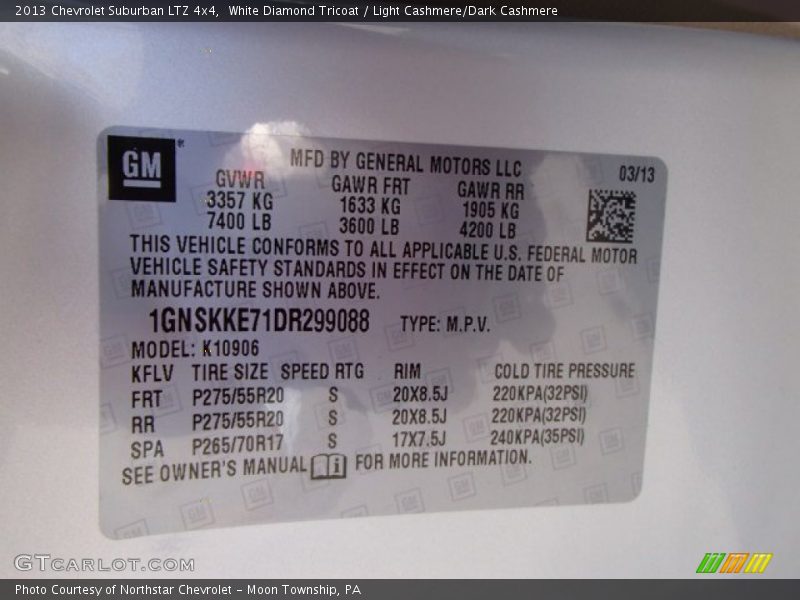 2013 Chevrolet Suburban LTZ 4x4, White Diamond Tricoat / Light Cashmere/Dark Cashmere
GM
MFD BY GENERAL MOTORS LLC 03/13
GVWR GAWR FRT GAWR RR
3357 KG 1633 KG 1905 KG
7400 LB 3600 LB 4200 LB
THIS VEHICLE CONFORMS TO ALL APPLICABLE U.S. FEDERAL MOTOR
VEHICLE SAFETY STANDARDS IN EFFECT ON THE DATE OF
MANUFACTURE SHOWN ABOVE.
1GNSKKE71DR299088 TYPE: M.P.V.
MODEL: K10906
KFLV TIRE SIZE SPEED RTG RIM COLD TIRE PRESSURE
FRT P275/55R20 S 20X8.5J 220KPA(32PSI)
RR P275/55R20 S 20X8.5J 220KPA(32PSI)
SPA P265/70R17 S 17X7.5J 240KPA(35PSI)
SEE OWNER'S MANUAL i FOR MORE INFORMATION.
GTCARLOT.COM
Photo Courtesy of Northstar Chevrolet - Moon Township, PA